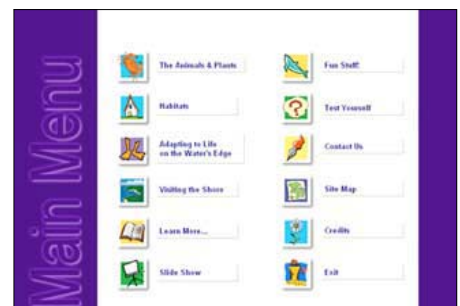 Main Menu
The Animals & Plants
Habitats
Adapting to Life
on the Water's Edge
Visiting the Shore
Learn More...
Slide Show
Fun Stuff!
Test Yourself
Contact Us
Site Map
Credits
Exit